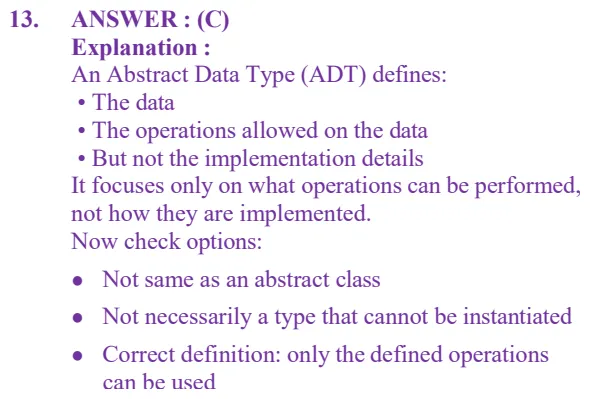 13. ANSWER : (C)
Explanation :
An Abstract Data Type (ADT) defines:
• The data
• The operations allowed on the data
• But not the implementation details
It focuses only on what operations can be performed,
not how they are implemented.
Now check options:
● Not same as an abstract class
● Not necessarily a type that cannot be instantiated
● Correct definition: only the defined operations
can be used